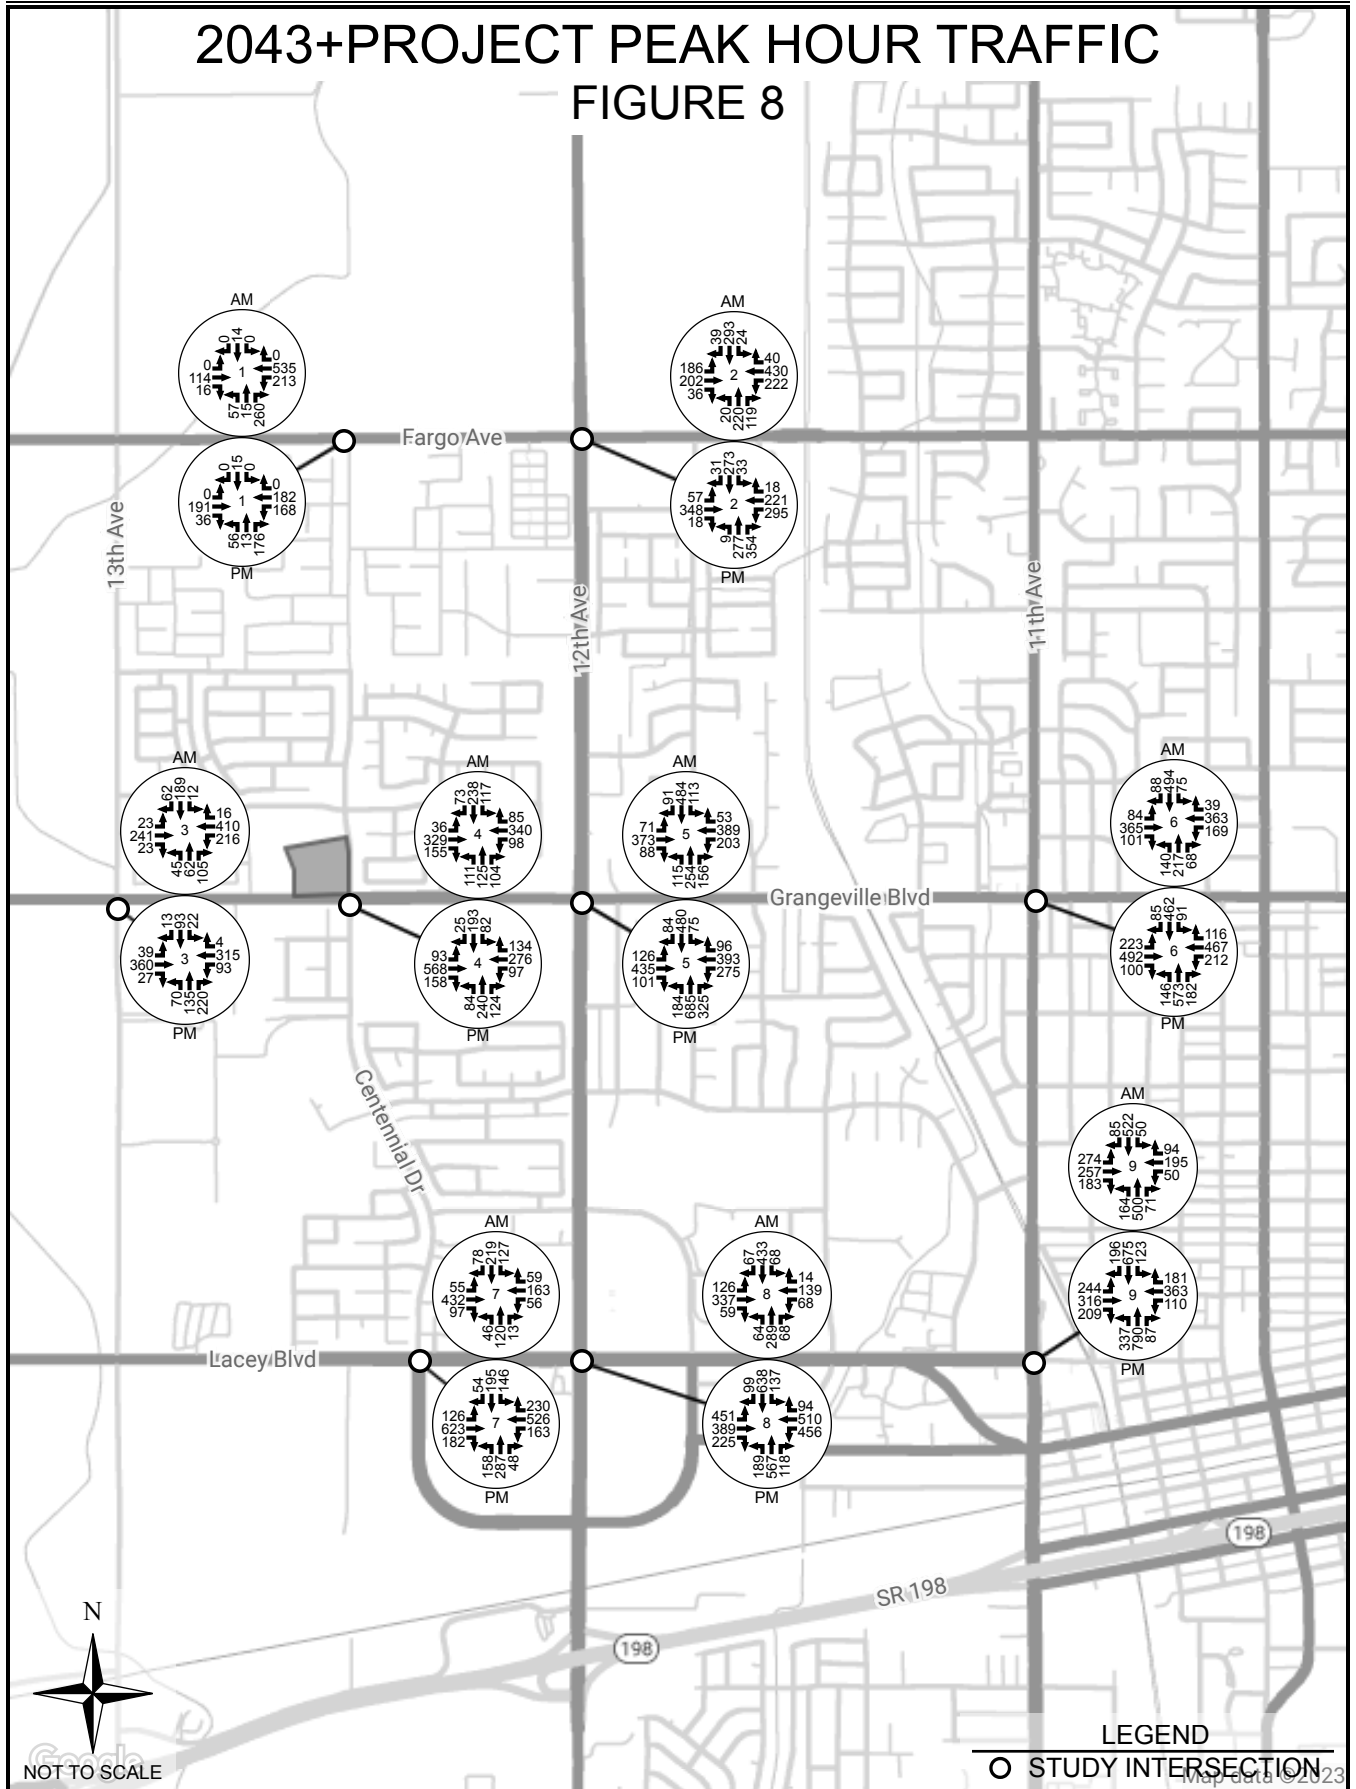 2043+PROJECT PEAK HOUR TRAFFIC
FIGURE 8
AM
0 14 0
0
114
16
1
0
535
213
57 15 260
0 15 0
0
191
36
1
0
182
168
56 13 176
PM
AM
39 293 24
186
202
36
2
40
430
222
20 220 119
31 273 33
57
348
18
2
18
221
295
9 277 354
PM
Fargo Ave
13th Ave
12th Ave
11th Ave
AM
62 189 12
23
241
23
3
16
410
216
45 62 105
13 93 22
39
360
27
3
4
315
93
70 135 220
PM
AM
73 238 117
36
329
155
4
85
340
98
111 125 104
25 193 82
93
568
158
4
134
276
97
84 240 124
PM
AM
91 484 113
71
373
88
5
53
389
203
115 254 156
84 480 75
126
435
101
5
96
393
275
184 685 325
PM
AM
88 494 75
84
365
101
6
39
363
169
140 217 68
85 462 91
223
492
100
6
116
467
212
146 573 182
PM
Grangeville Blvd
Centennial Dr
AM
85 522 50
274
257
183
9
94
195
50
164 500 71
196 675 123
244
316
209
9
181
363
110
337 790 87
PM
AM
78 219 127
55
432
97
7
59
163
56
46 120 13
54 195 146
126
623
182
7
230
526
163
158 287 48
PM
AM
67 433 68
126
337
59
8
14
139
68
64 289 68
99 638 137
451
389
225
8
94
510
456
189 567 118
PM
Lacey Blvd
198
SR 198
198
N
Google
NOT TO SCALE
LEGEND
STUDY INTERSECTION
Map data ©2023